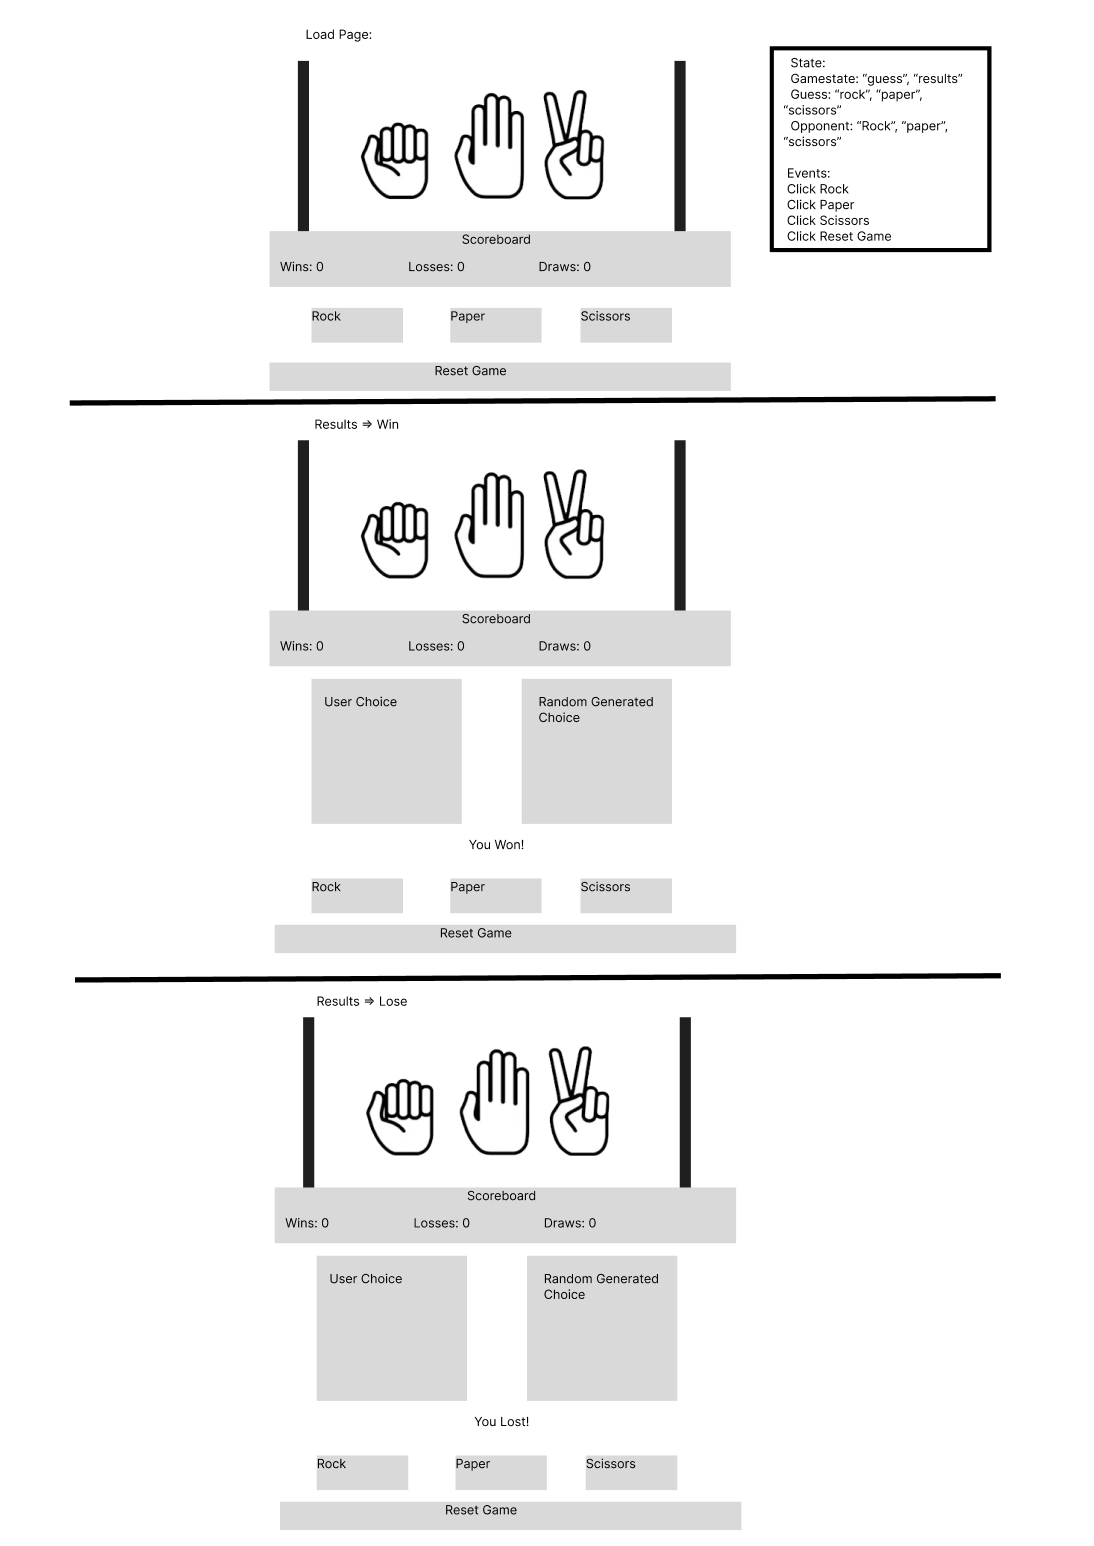 Load Page:
State:
Gamestate: “guess”, “results”
Guess: “rock”, “paper”,
“scissors”
Opponent: “Rock”, “paper”,
“scissors”
Events:
Click Rock
Click Paper
Click Scissors
Click Reset Game
Scoreboard
Wins: 0 Losses: 0 Draws: 0
Rock Paper Scissors
Reset Game
Results ⇒ Win
Scoreboard
Wins: 0 Losses: 0 Draws: 0
User Choice
Random Generated
Choice
You Won!
Rock Paper Scissors
Reset Game
Results ⇒ Lose
Scoreboard
Wins: 0 Losses: 0 Draws: 0
User Choice
Random Generated
Choice
You Lost!
Rock Paper Scissors
Reset Game